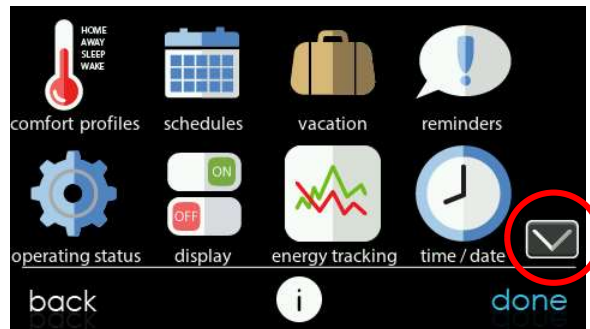 HOME
AWAY
SLEEP
WAKE
comfort profiles schedules vacation reminders
ON
OFF
operating status display energy tracking time / date
back i done